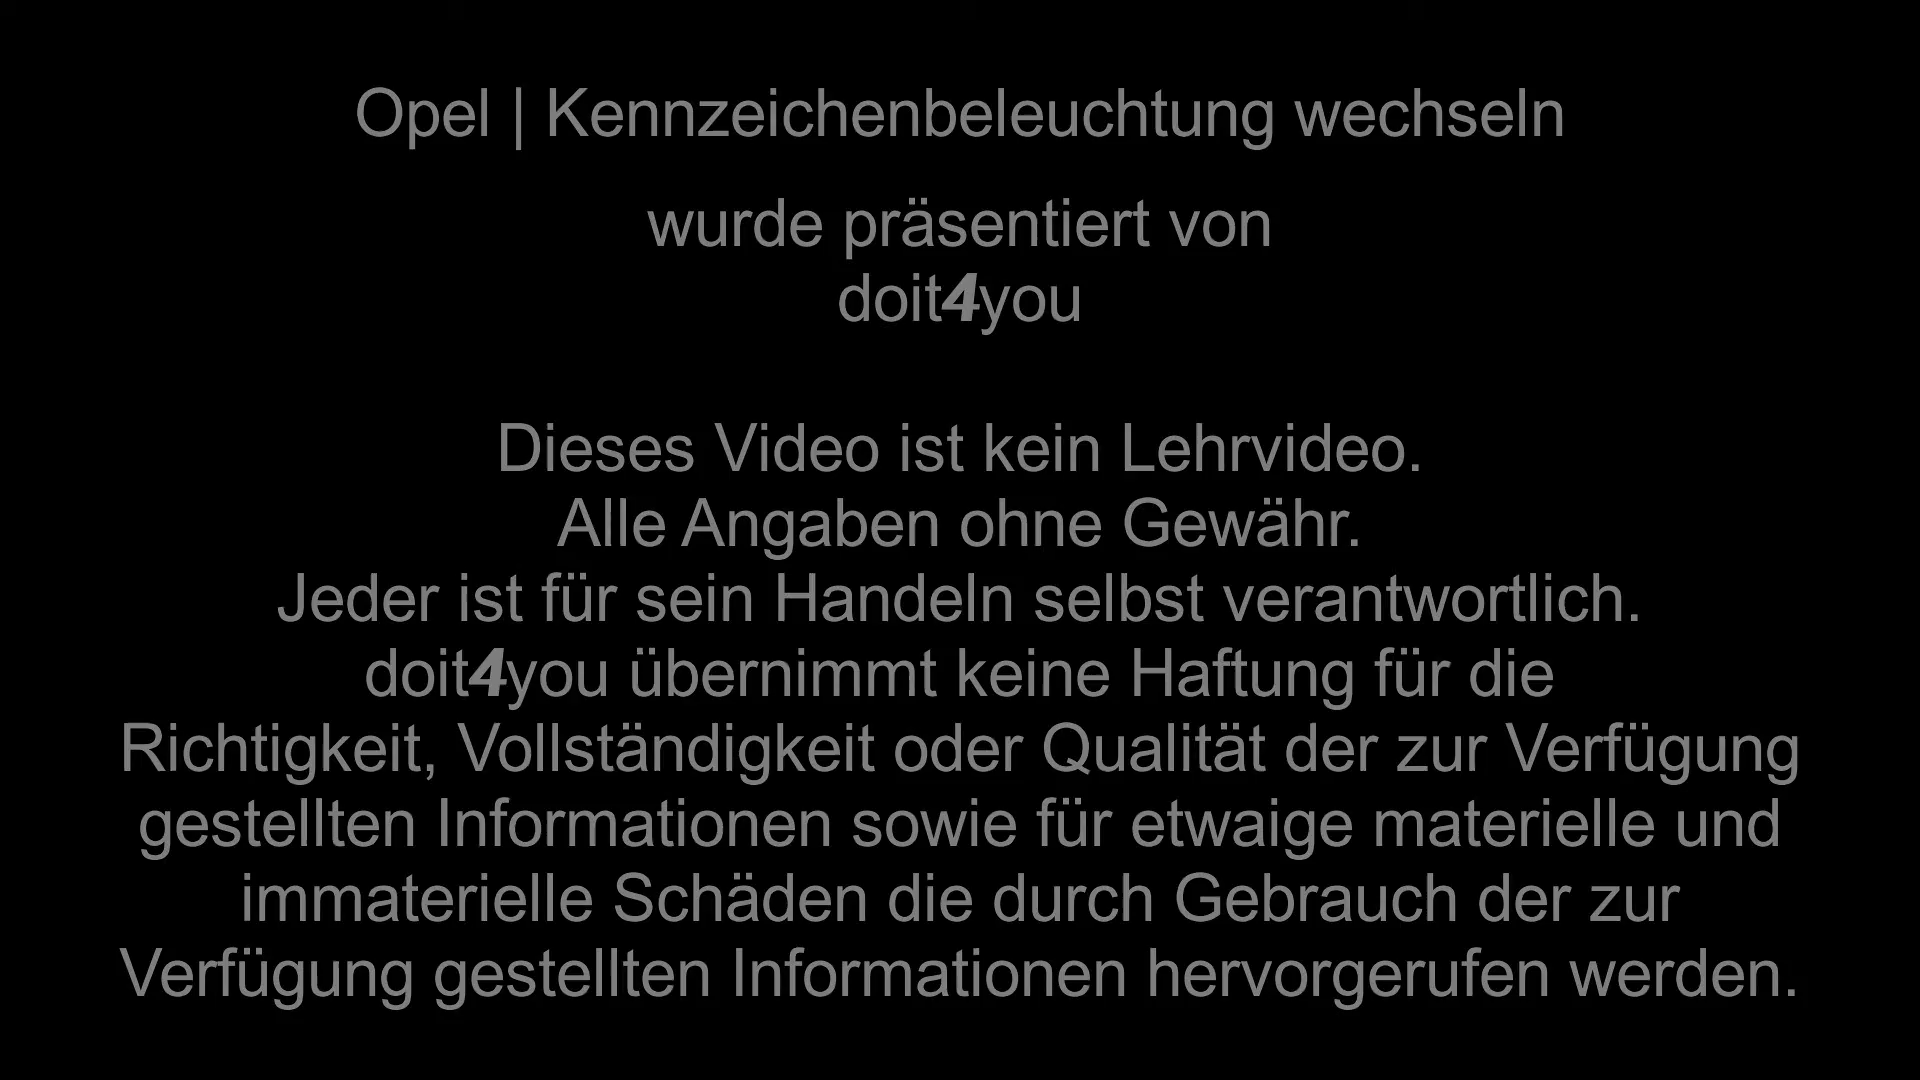 Opel | Kennzeichenbeleuchtung wechseln
wurde präsentiert von
doit4you
Dieses Video ist kein Lehrvideo.
Alle Angaben ohne Gewähr.
Jeder ist für sein Handeln selbst verantwortlich.
doit4you übernimmt keine Haftung für die
Richtigkeit, Vollständigkeit oder Qualität der zur Verfügung
gestellten Informationen sowie für etwaige materielle und
immaterielle Schäden die durch Gebrauch der zur
Verfügung gestellten Informationen hervorgerufen werden.